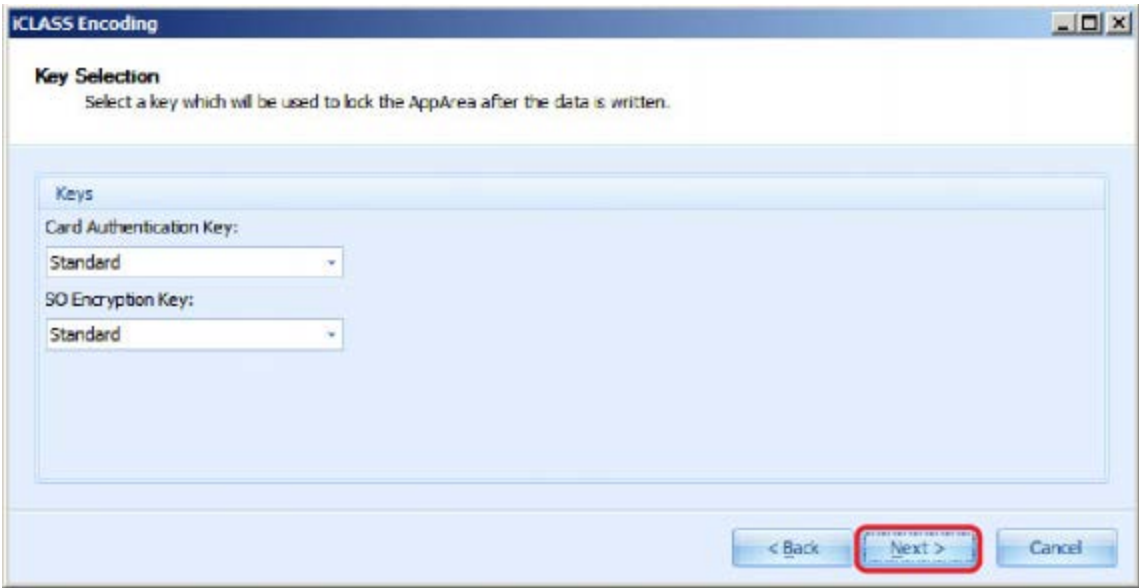 iCLASS Encoding
Key Selection
Select a key which will be used to lock the AppArea after the data is written.
Keys
Card Authentication Key:
Standard
SO Encryption Key:
Standard
< Back Next > Cancel